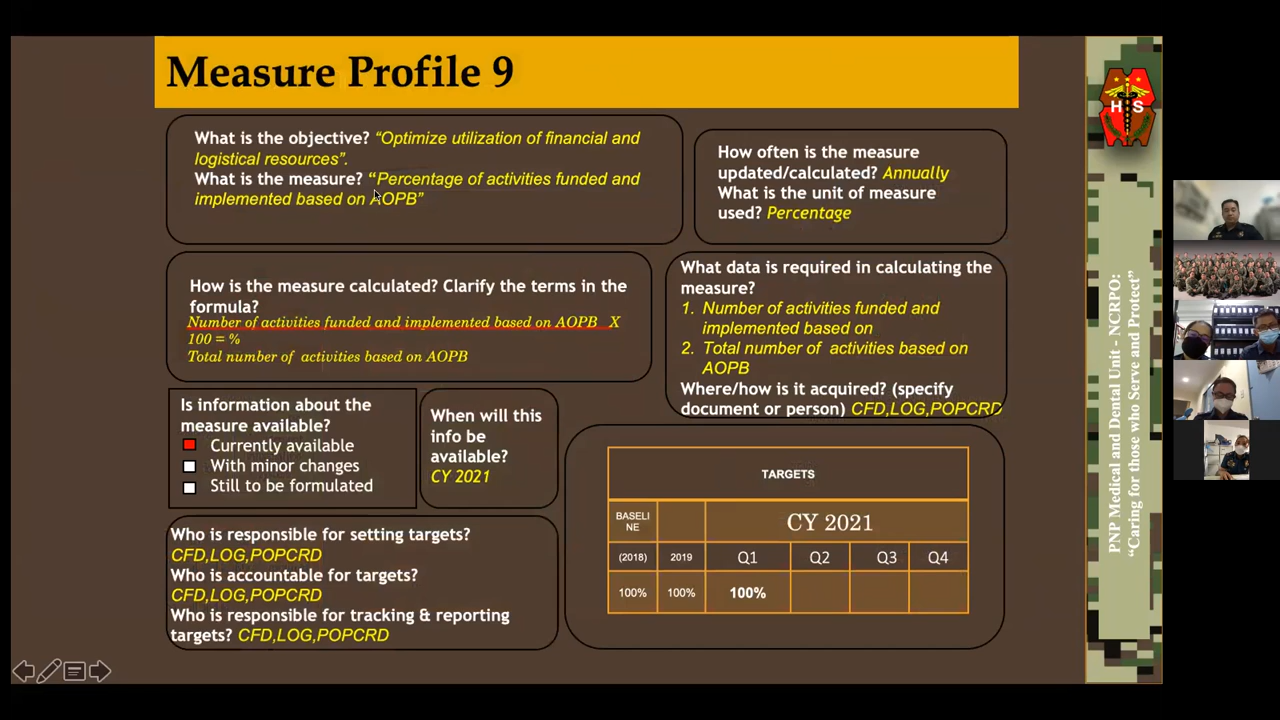 Measure Profile 9
What is the objective? “Optimize utilization of financial and
logistical resources”.
What is the measure? “Percentage of activities funded and
implemented based on AOPB”
How often is the measure
updated/calculated? Annually
What is the unit of measure
used? Percentage
How is the measure calculated? Clarify the terms in the
formula?
Number of activities funded and implemented based on AOPB X
100 = %
Total number of activities based on AOPB
What data is required in calculating the
measure?
1. Number of activities funded and
implemented based on
2. Total number of activities based on
AOPB
Where/how is it acquired? (specify
document or person) CFD,LOG,POPCRD
Is information about the
measure available?
Currently available
With minor changes
Still to be formulated
When will this
info be
available?
CY 2021
Who is responsible for setting targets?
CFD,LOG,POPCRD
Who is accountable for targets?
CFD,LOG,POPCRD
Who is responsible for tracking & reporting
targets? CFD,LOG,POPCRD
TARGETS
BASELI
NE
CY 2021
(2018) 2019 Q1 Q2 Q3 Q4
100% 100% 100%
H S
PNP Medical and Dental Unit - NCRPO:
“Caring for those who Serve and Protect”